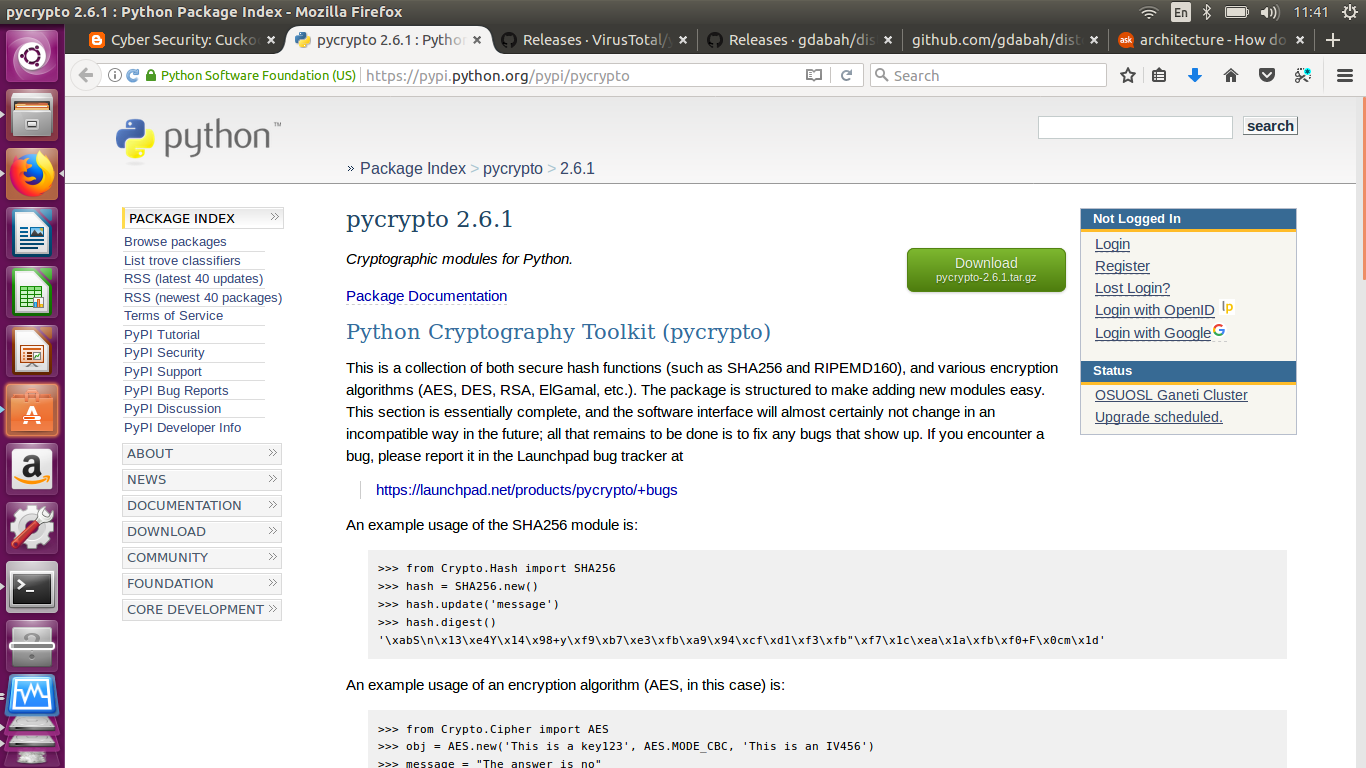 pycrypto 2.6.1 : Python Package Index - Mozilla Firefox
En
11:41
Cyber Security: Cucko
pycrypto 2.6.1 : Pytho
Releases · VirusTotal/
Releases · gdabah/dis
github.com/gdabah/dist
architecture - How do
Python Software Foundation (US)
https://pypi.python.org/pypi/pycrypto
Search
python™
search
» Package Index > pycrypto > 2.6.1
PACKAGE INDEX »
Browse packages
List trove classifiers
RSS (latest 40 updates)
RSS (newest 40 packages)
Terms of Service
PyPI Tutorial
PyPI Security
PyPI Support
PyPI Bug Reports
PyPI Discussion
PyPI Developer Info
ABOUT »
NEWS »
DOCUMENTATION »
DOWNLOAD »
COMMUNITY »
FOUNDATION »
CORE DEVELOPMENT »
pycrypto 2.6.1
Cryptographic modules for Python.
Download
pycrypto-2.6.1.tar.gz
Package Documentation
Python Cryptography Toolkit (pycrypto)
This is a collection of both secure hash functions (such as SHA256 and RIPEMD160), and various encryption
algorithms (AES, DES, RSA, ElGamal, etc.). The package is structured to make adding new modules easy.
This section is essentially complete, and the software interface will almost certainly not change in an
incompatible way in the future; all that remains to be done is to fix any bugs that show up. If you encounter a
bug, please report it in the Launchpad bug tracker at
https://launchpad.net/products/pycrypto/+bugs
An example usage of the SHA256 module is:
>>> from Crypto.Hash import SHA256
>>> hash = SHA256.new()
>>> hash.update('message')
>>> hash.digest()
'\xabS\n\x13\xe4Y\x14\x98+y\xf9\xb7\xe3\xfb\xa9\x94\xcf\xd1\xf3\xfb"\xf7\x1c\xea\x1a\xfb\xf0+F\x0cm\x1d'
An example usage of an encryption algorithm (AES, in this case) is:
>>> from Crypto.Cipher import AES
>>> obj = AES.new('This is a key123', AES.MODE_CBC, 'This is an IV456')
>>> message = "The answer is no"
Not Logged In
Login
Register
Lost Login?
Login with OpenID lp
Login with Google G
Status
OSUOSL Ganeti Cluster
Upgrade scheduled.